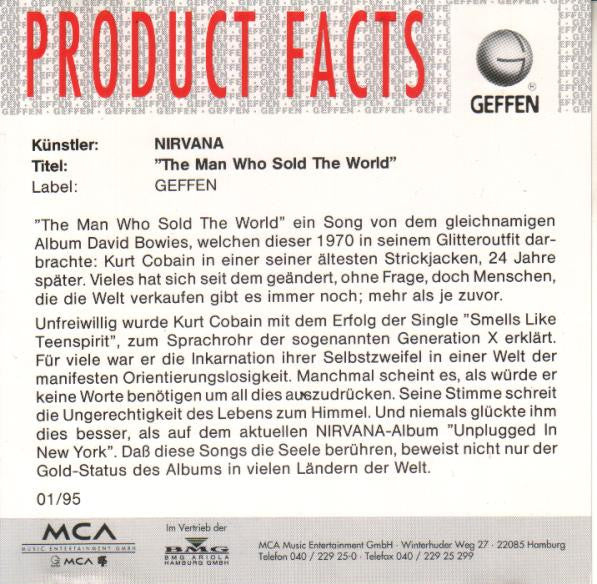 PRODUCT FACTS
GEFFEN
Künstler: NIRVANA
Titel: "The Man Who Sold The World"
Label: GEFFEN
"The Man Who Sold The World" ein Song von dem gleichnamigen
Album David Bowies, welchen dieser 1970 in seinem Glitteroutfit dar-
brachte: Kurt Cobain in einer seiner ältesten Strickjacken, 24 Jahre
später. Vieles hat sich seit dem geändert, ohne Frage, doch Menschen,
die die Welt verkaufen gibt es immer noch; mehr als je zuvor.
Unfreiwillig wurde Kurt Cobain mit dem Erfolg der Single "Smells Like
Teenspirit", zum Sprachrohr der sogenannten Generation X erklärt.
Für viele war er die Inkarnation ihrer Selbstzweifel in einer Welt der
manifesten Orientierungslosigkeit. Manchmal scheint es, als würde er
keine Worte benötigen um all dies auszudrücken. Seine Stimme schreit
die Ungerechtigkeit des Lebens zum Himmel. Und niemals glückte ihm
dies besser, als auf dem aktuellen NIRVANA-Album "Unplugged In
New York". Daß diese Songs die Seele berühren, beweist nicht nur der
Gold-Status des Albums in vielen Ländern der Welt.
01/95
MCA
MUSIC ENTERTAINMENT GMBH
MCA
Im Vertrieb der
BMG
BMG ARIOLA
HAMBURG GMBH
MCA Music Entertainment GmbH · Winterhuder Weg 27 · 22085 Hamburg
Telefon 040 / 229 25-0 · Telefax 040 / 229 25 299